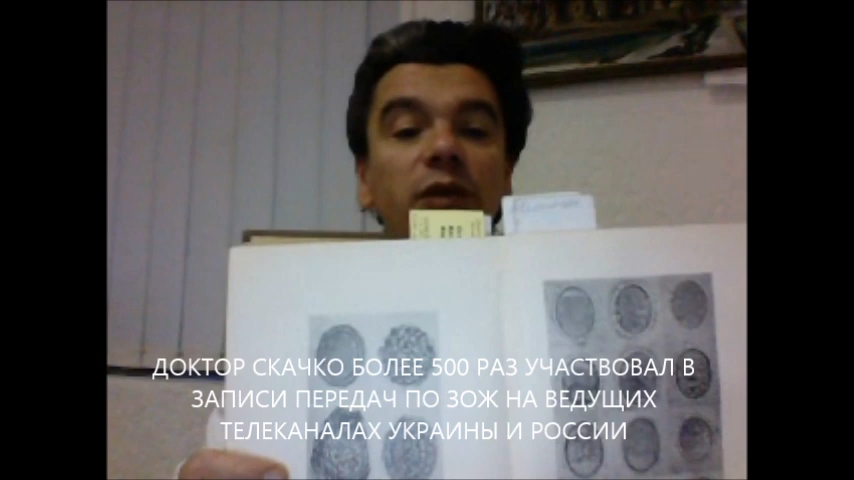 ДОКТОР СКАЧКО БОЛЕЕ 500 РАЗ УЧАСТВОВАЛ В
ЗАПИСИ ПЕРЕДАЧ ПО ЗОЖ НА ВЕДУЩИХ
ТЕЛЕКАНАЛАХ УКРАИНЫ И РОССИИ